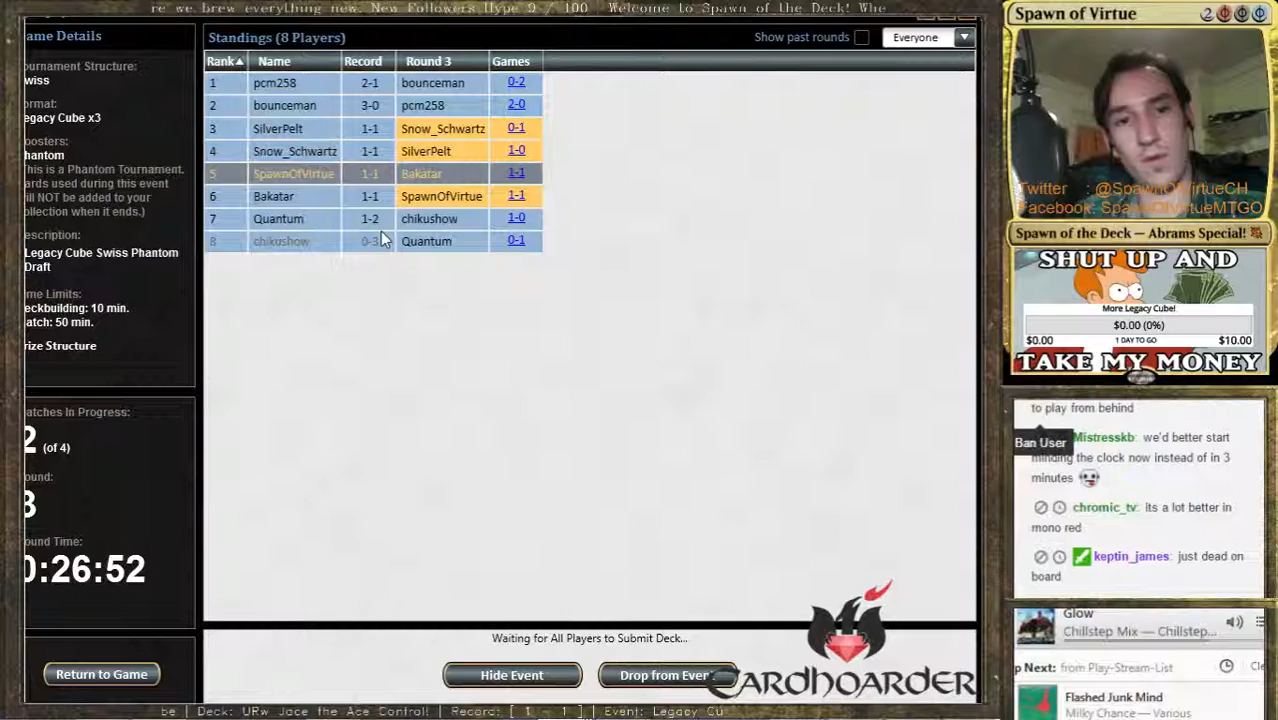 re we brew everything new. New Followers Hype 9 / 100    Welcome to Spawn of the Deck! Whe
ame Details
ournament Structure:
wiss
ormat:
egacy Cube x3
oosters:
hantom
This is a Phantom Tournament.
ards used during this event
ill NOT be added to your
ollection when it ends.)
escription:
Legacy Cube Swiss Phantom
Draft
me Limits:
eckbuilding: 10 min.
atch: 50 min.
rize Structure
atches In Progress:
2 (of 4)
ound:
3
ound Time:
0:26:52
Return to Game
Standings (8 Players)
Show past rounds
Everyone
Rank Name Record Round 3 Games
1 pcm258 2-1 bounceman 0-2
2 bounceman 3-0 pcm258 2-0
3 SilverPelt 1-1 Snow_Schwartz 0-1
4 Snow_Schwartz 1-1 SilverPelt 1-0
5 SpawnOfVirtue 1-1 Bakatar 1-1
6 Bakatar 1-1 SpawnOfVirtue 1-1
7 Quantum 1-2 chikushow 1-0
8 chikushow 0-3 Quantum 0-1
Waiting for All Players to Submit Deck...
Hide Event
Drop from Even
CARDHOARDER
be | Deck: URw Jace the Ace Control! | Record: [ 1 - 1 ] | Event: Legacy Cu
Spawn of Virtue 2
Twitter : @SpawnOfVirtueCH
Facebook: SpawnOfVirtueMTGO
Spawn of the Deck — Abrams Special!
SHUT UP AND
More Legacy Cube!
$0.00 (0%)
$0.00 1 DAY TO GO $10.00
TAKE MY MONEY
to play from behind
Ban User
Mistresskb: we'd better start
minding the clock now instead of in 3
minutes
chromic_tv: Its a lot better in
mono red
keptin_james: just dead on
board
Glow
Chillstep Mix — Chillstep...
p Next: from Play-Stream-List
Cle
Flashed Junk Mind
Milky Chance — Various